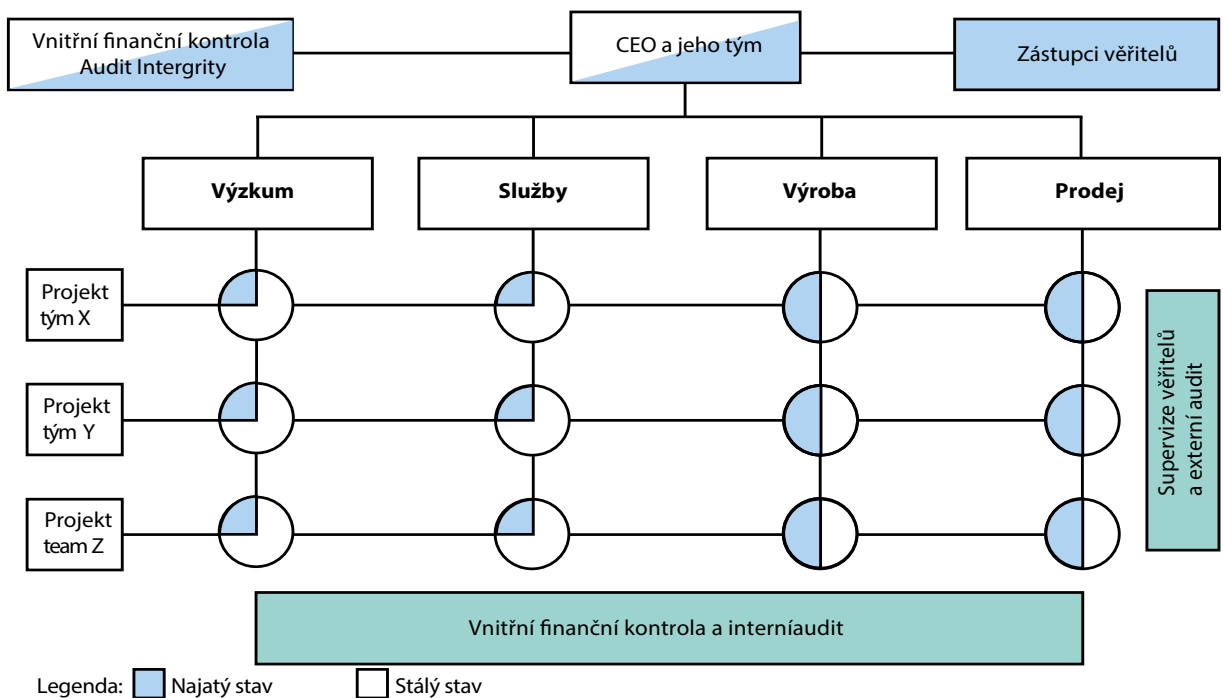 Vnitřní finanční kontrola
Audit Intergrity
CEO a jeho tým
Zástupci věřitelů
Výzkum
Služby
Výroba
Prodej
Projekt
tým X
Projekt
tým Y
Projekt
team Z
Supervize věřitelů
a externí audit
Vnitřní finanční kontrola a interníaudit
Legenda: Najatý stav Stálý stav